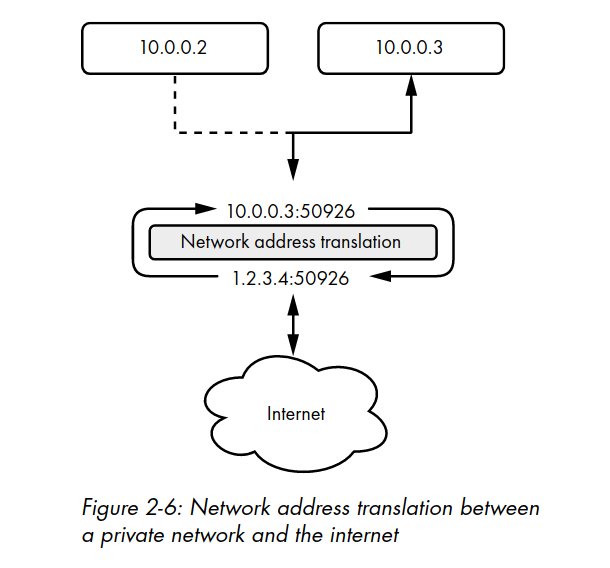 10.0.0.2
10.0.0.3
10.0.0.3:50926
Network address translation
1.2.3.4:50926
Internet
Figure 2-6: Network address translation between
a private network and the internet